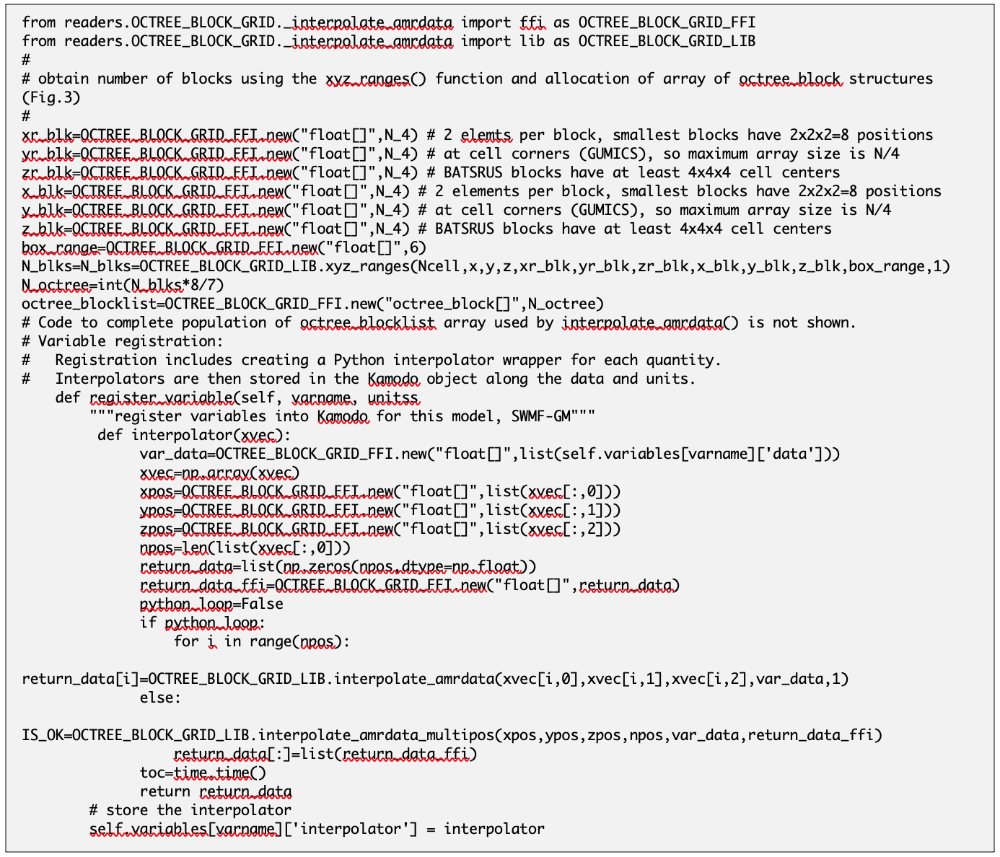 from readers.OCTREE_BLOCK_GRID._interpolate_amrdata import ffi as OCTREE_BLOCK_GRID_FFI
from readers.OCTREE_BLOCK_GRID._interpolate_amrdata import lib as OCTREE_BLOCK_GRID_LIB
#
# obtain number of blocks using the xyz_ranges() function and allocation of array of octree_block structures
(Fig.3)
#
xr_blk=OCTREE_BLOCK_GRID_FFI.new("float[]",N_4) # 2 elemts per block, smallest blocks have 2x2x2=8 positions
yr_blk=OCTREE_BLOCK_GRID_FFI.new("float[]",N_4) # at cell corners (GUMICS), so maximum array size is N/4
zr_blk=OCTREE_BLOCK_GRID_FFI.new("float[]",N_4) # BATSRUS blocks have at least 4x4x4 cell centers
x_blk=OCTREE_BLOCK_GRID_FFI.new("float[]",N_4) # 2 elements per block, smallest blocks have 2x2x2=8 positions
y_blk=OCTREE_BLOCK_GRID_FFI.new("float[]",N_4) # at cell corners (GUMICS), so maximum array size is N/4
z_blk=OCTREE_BLOCK_GRID_FFI.new("float[]",N_4) # BATSRUS blocks have at least 4x4x4 cell centers
box_range=OCTREE_BLOCK_GRID_FFI.new("float[]",6)
N_blks=N_blks=OCTREE_BLOCK_GRID_LIB.xyz_ranges(Ncell,x,y,z,xr_blk,yr_blk,zr_blk,x_blk,y_blk,z_blk,box_range,1)
N_octree=int(N_blks*8/7)
octree_blocklist=OCTREE_BLOCK_GRID_FFI.new("octree_block[]",N_octree)
# Code to complete population of octree_blocklist array used by interpolate_amrdata() is not shown.
# Variable registration:
#   Registration includes creating a Python interpolator wrapper for each quantity.
#   Interpolators are then stored in the Kamodo object along the data and units.
    def register_variable(self, varname, unitss
        """register variables into Kamodo for this model, SWMF-GM"""
         def interpolator(xvec):
              var_data=OCTREE_BLOCK_GRID_FFI.new("float[]",list(self.variables[varname]['data']))
              xvec=np.array(xvec)
              xpos=OCTREE_BLOCK_GRID_FFI.new("float[]",list(xvec[:,0]))
              ypos=OCTREE_BLOCK_GRID_FFI.new("float[]",list(xvec[:,1]))
              zpos=OCTREE_BLOCK_GRID_FFI.new("float[]",list(xvec[:,2]))
              npos=len(list(xvec[:,0]))
              return_data=list(np.zeros(npos,dtype=np.float))
              return_data_ffi=OCTREE_BLOCK_GRID_FFI.new("float[]",return_data)
              python_loop=False
              if python_loop:
                  for i in range(npos):
return_data[i]=OCTREE_BLOCK_GRID_LIB.interpolate_amrdata(xvec[i,0],xvec[i,1],xvec[i,2],var_data,1)
              else:
IS_OK=OCTREE_BLOCK_GRID_LIB.interpolate_amrdata_multipos(xpos,ypos,zpos,npos,var_data,return_data_ffi)
                  return_data[:]=list(return_data_ffi)
              toc=time.time()
              return return_data
        # store the interpolator
        self.variables[varname]['interpolator'] = interpolator